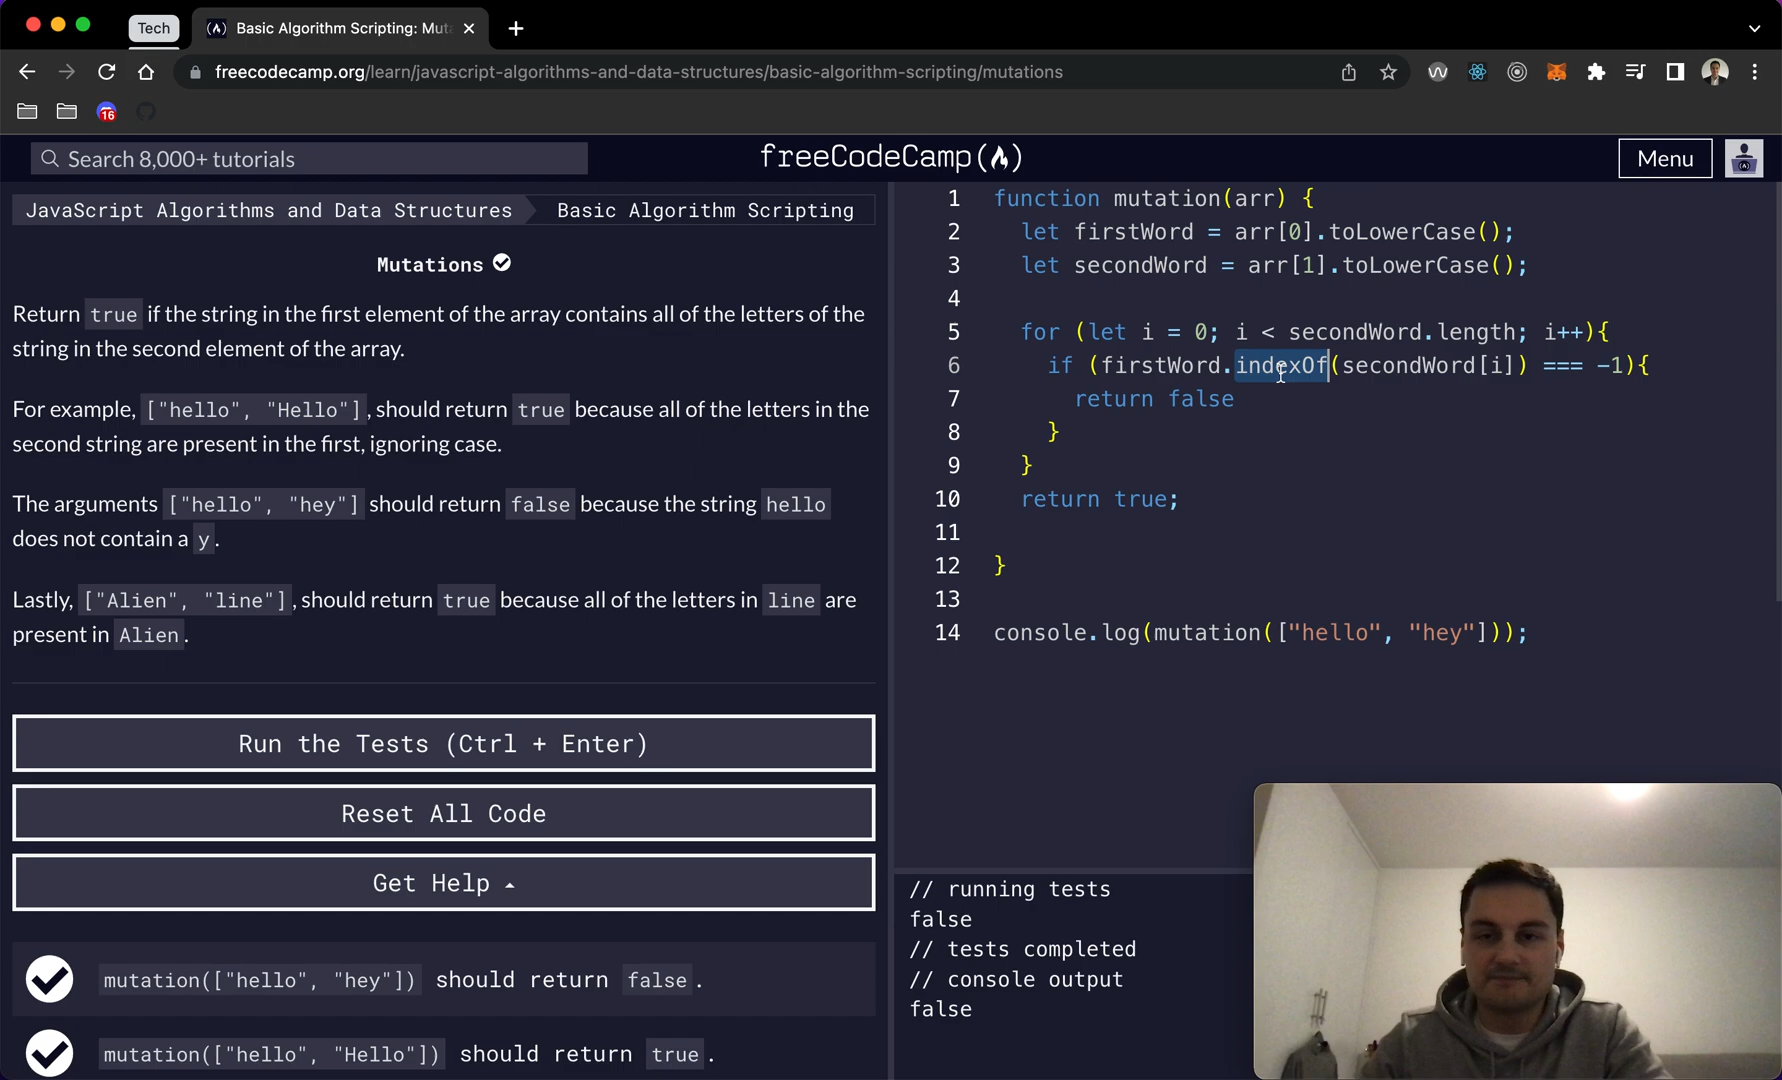 Tech
Basic Algorithm Scripting: Muta
freecodecamp.org/learn/javascript-algorithms-and-data-structures/basic-algorithm-scripting/mutations
16
Search 8,000+ tutorials
freeCodeCamp
Menu
JavaScript Algorithms and Data Structures
Basic Algorithm Scripting
Mutations
Return true if the string in the first element of the array contains all of the letters of the
string in the second element of the array.
For example, ["hello", "Hello"], should return true because all of the letters in the
second string are present in the first, ignoring case.
The arguments ["hello", "hey"] should return false because the string hello
does not contain a y.
Lastly, ["Alien", "line"], should return true because all of the letters in line are
present in Alien.
Run the Tests (Ctrl + Enter)
Reset All Code
Get Help
mutation(["hello", "hey"]) should return false.
mutation(["hello", "Hello"]) should return true.
1 function mutation(arr) {
2 let firstWord = arr[0].toLowerCase();
3 let secondWord = arr[1].toLowerCase();
4
5 for (let i = 0; i < secondWord.length; i++){
6 if (firstWord.indexOf(secondWord[i]) === -1){
7 return false
8 }
9 }
10 return true;
11
12 }
13
14 console.log(mutation(["hello", "hey"]));
// running tests
false
// tests completed
// console output
false